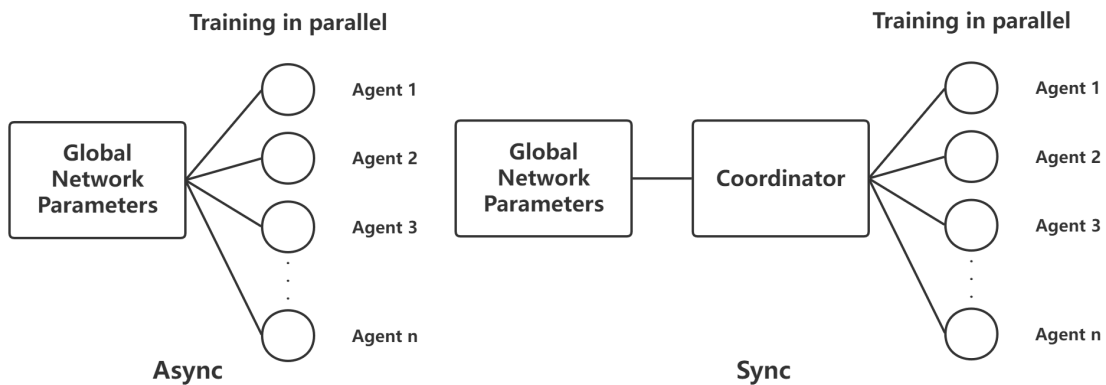 Training in parallel
Agent 1
Global
Network
Parameters
Agent 2
Agent 3
Agent n
Async
Training in parallel
Agent 1
Global
Network
Parameters
Coordinator
Agent 2
Agent 3
Agent n
Sync